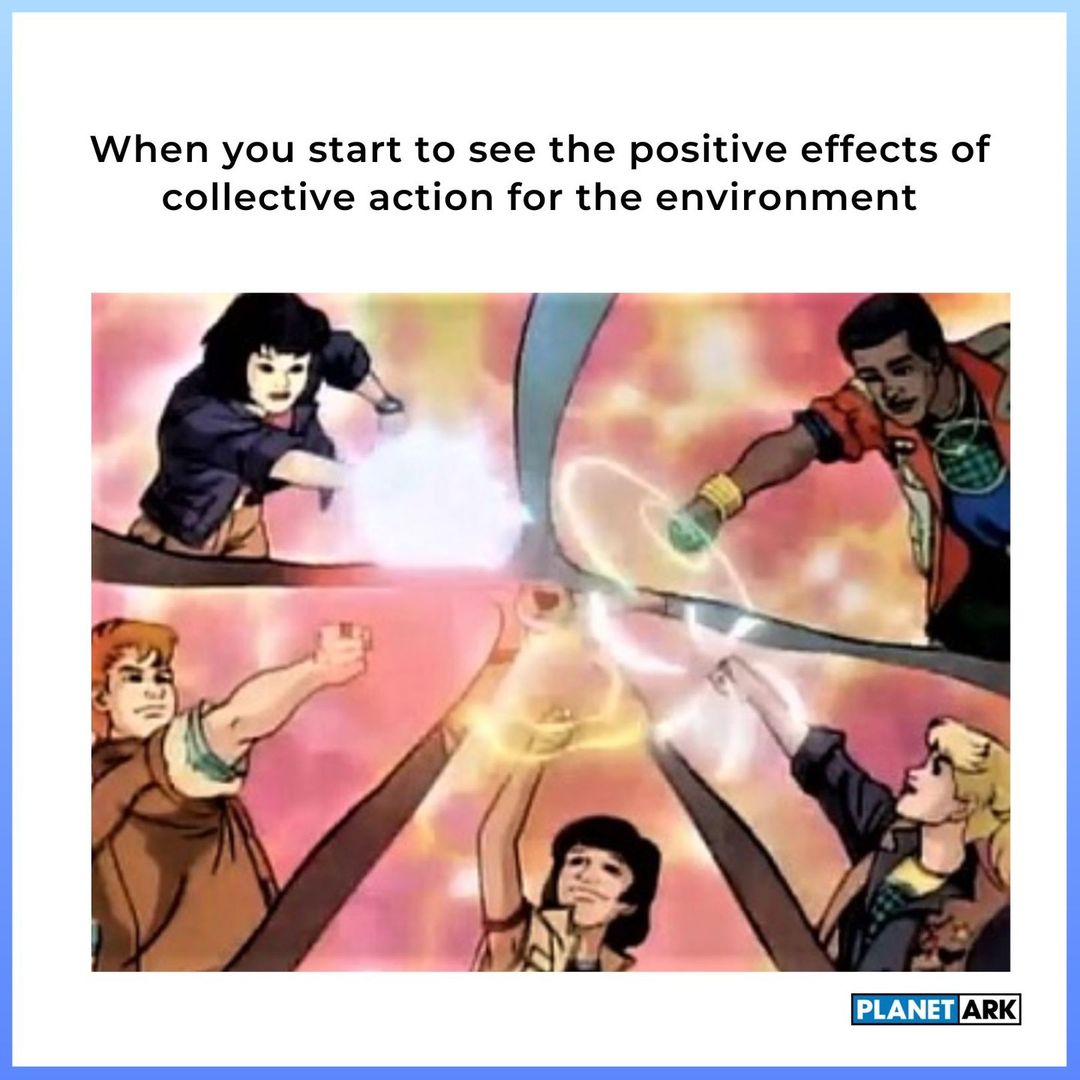 When you start to see the positive effects of
collective action for the environment
PLANET ARK